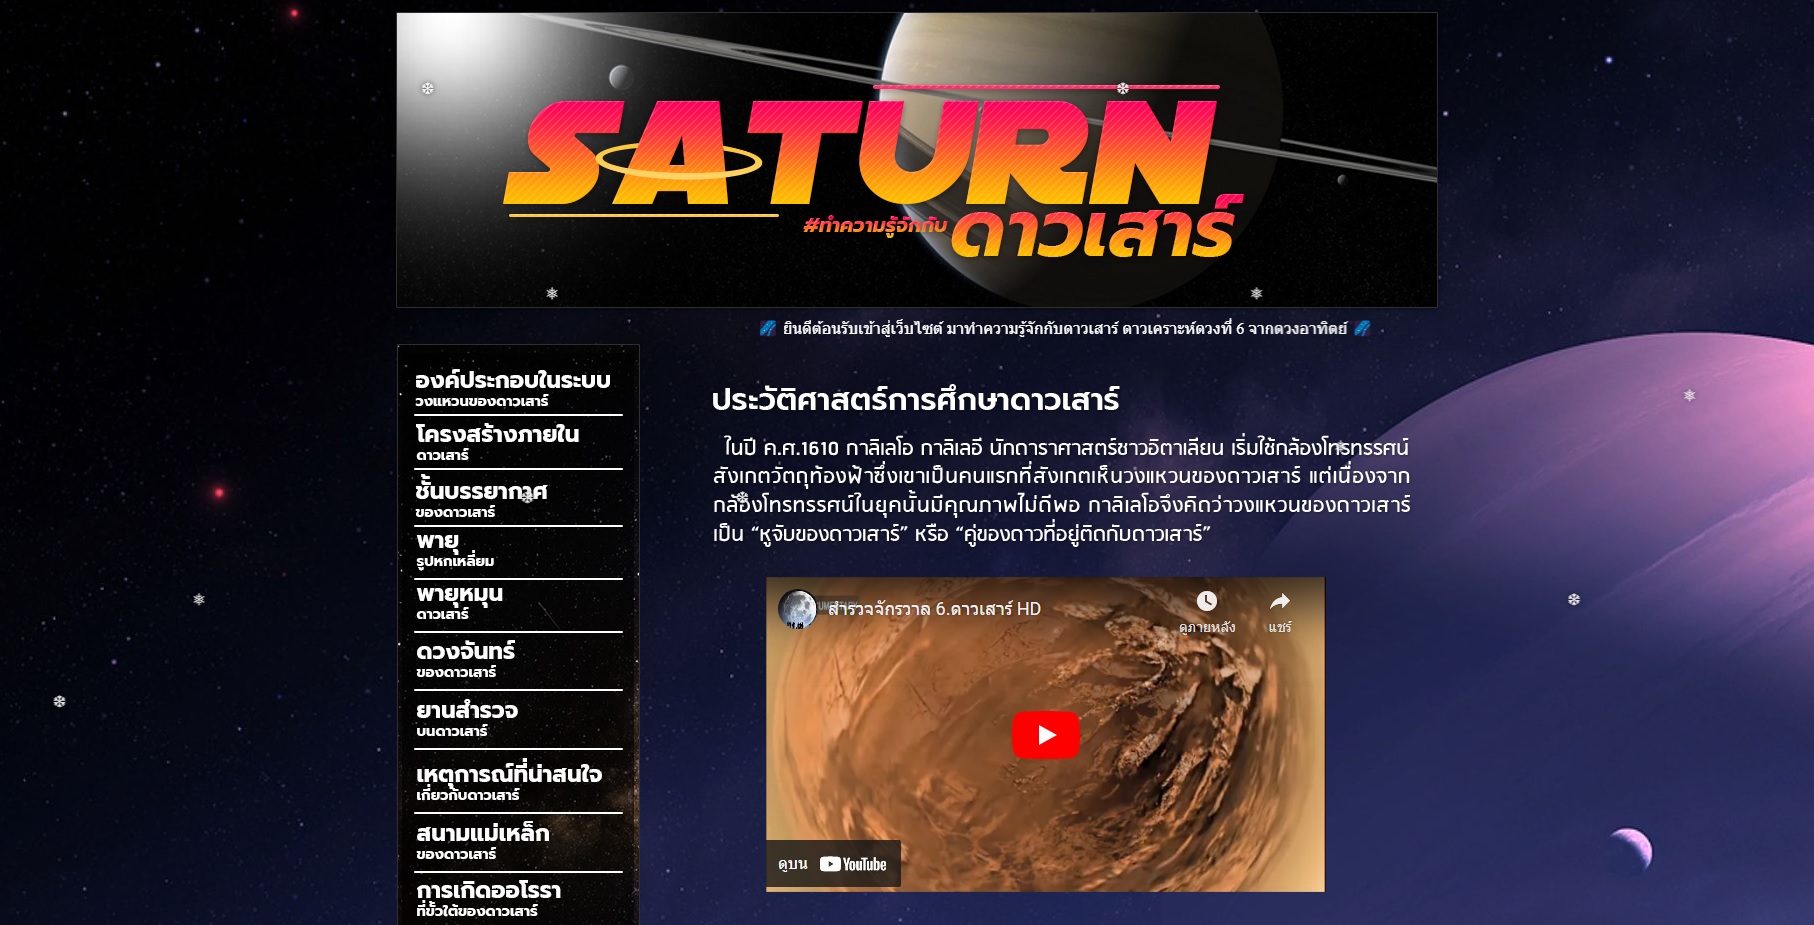 SATURN
#ทำความรู้จักกับ ดาวเสาร์
ยินดีต้อนรับเข้าสู่เว็บไซต์ มาทำความรู้จักกับดาวเสาร์ ดาวเคราะห์ดวงที่ 6 จากดวงอาทิตย์
องค์ประกอบในระบบ
วงแหวนของดาวเสาร์
โครงสร้างภายใน
ดาวเสาร์
ชั้นบรรยากาศ
ของดาวเสาร์
พายุ
รูปหกเหลี่ยม
พายุหมุน
ดาวเสาร์
ดวงจันทร์
ของดาวเสาร์
ยานสำรวจ
บนดาวเสาร์
เหตุการณ์ที่น่าสนใจ
เกี่ยวกับดาวเสาร์
สนามแม่เหล็ก
ของดาวเสาร์
การเกิดออโรรา
ที่ขั้วใต้ของดาวเสาร์
ประวัติศาสตร์การศึกษาดาวเสาร์
ในปี ค.ศ.1610 กาลิเลโอ กาลิเลอี นักดาราศาสตร์ชาวอิตาเลียน เริ่มใช้กล้องโทรทรรศน์
สังเกตวัตถุท้องฟ้าซึ่งเขาเป็นคนแรกที่สังเกตเห็นวงแหวนของดาวเสาร์ แต่เนื่องจาก
กล้องโทรทรรศน์ในยุคนั้นมีคุณภาพไม่ดีพอ กาลิเลโอจึงคิดว่าวงแหวนของดาวเสาร์
เป็น “หูจับของดาวเสาร์” หรือ “คู่ของดาวที่อยู่ติดกับดาวเสาร์”
สำรวจจักรวาล 6.ดาวเสาร์ HD
ดูภายหลัง
แชร์
ดูบน YouTube